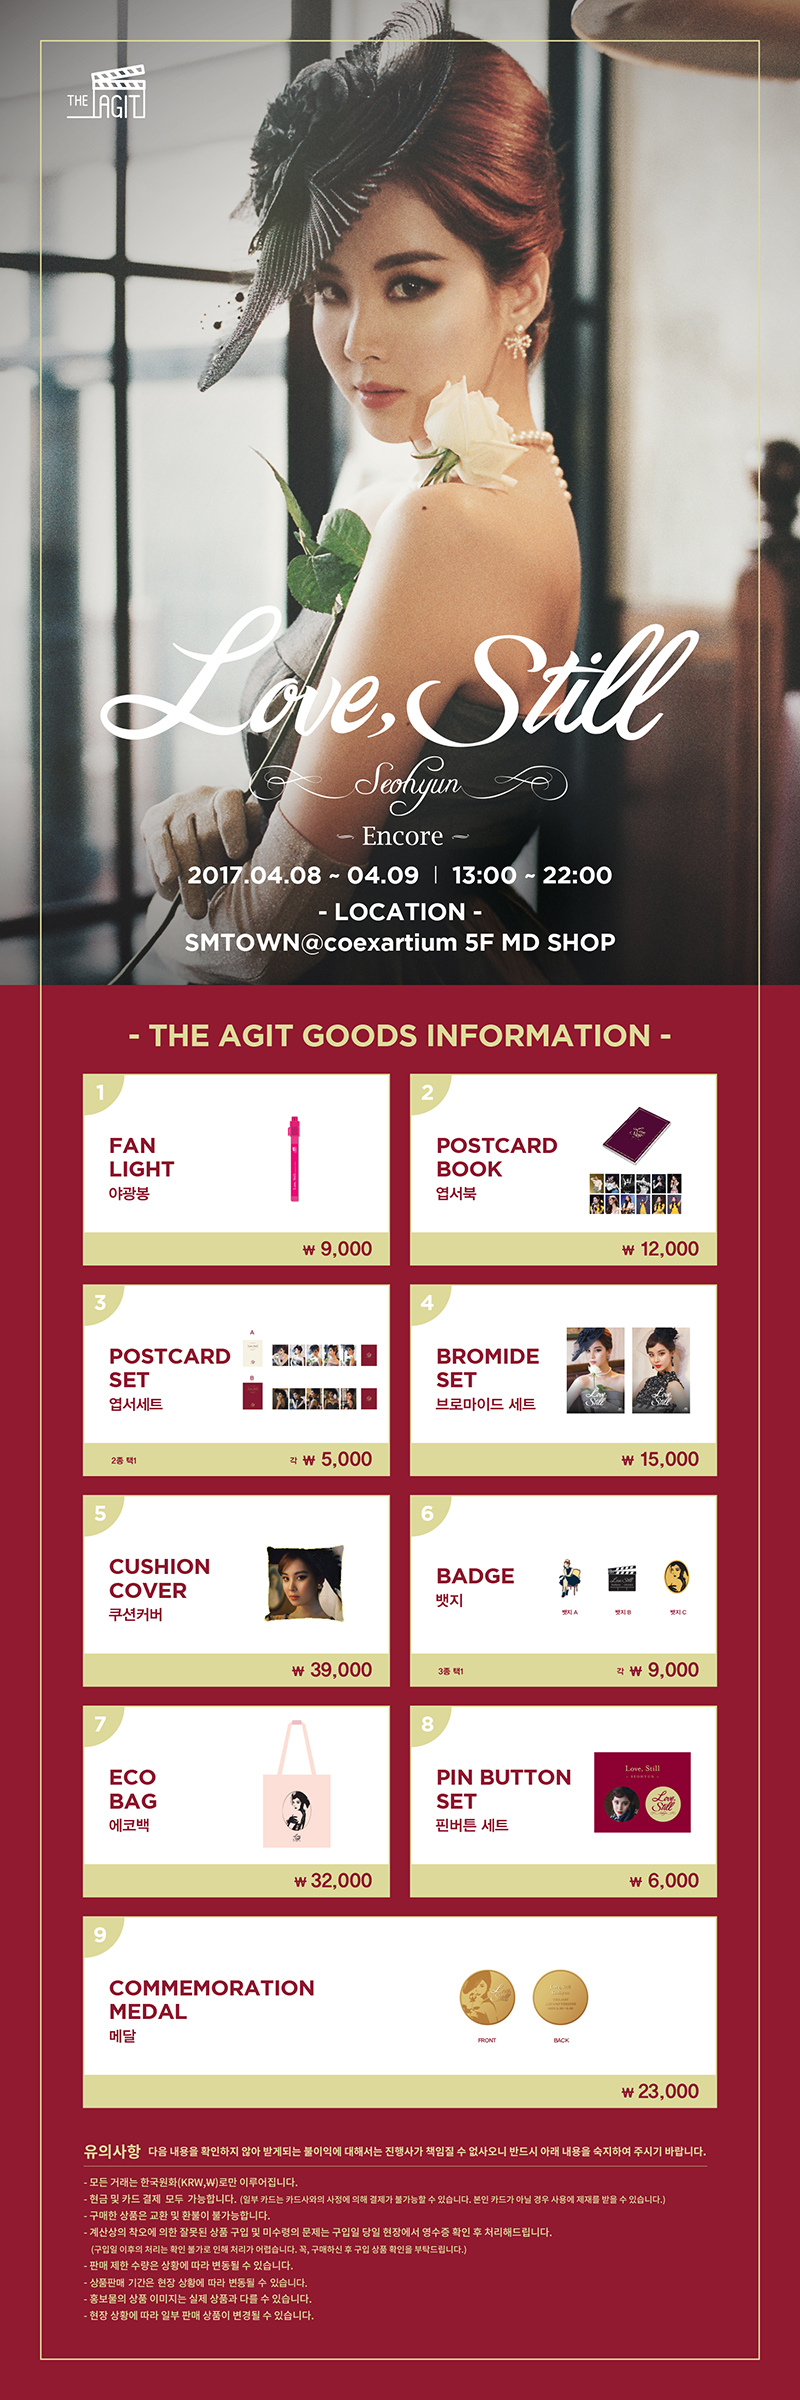 THE AGIT
Love, Still
Seohyun
~ Encore ~
2017.04.08 ~ 04.09 | 13:00 ~ 22:00
- LOCATION -
SMTOWN@coexartium 5F MD SHOP
- THE AGIT GOODS INFORMATION -
1
FAN
LIGHT
야광봉
₩ 9,000
2
POSTCARD
BOOK
엽서북
₩ 12,000
3
POSTCARD
SET
엽서세트
A
B
2종 택1
각 ₩ 5,000
4
BROMIDE
SET
브로마이드 세트
Love, Still
Love, Still
₩ 15,000
5
CUSHION
COVER
쿠션커버
₩ 39,000
6
BADGE
뱃지
Love, Still
뱃지 A
뱃지 B
뱃지 C
3종 택1
각 ₩ 9,000
7
ECO
BAG
에코백
₩ 32,000
8
PIN BUTTON
SET
핀버튼 세트
Love, Still
- SEOHYUN -
Love, Still
₩ 6,000
9
COMMEMORATION
MEDAL
메달
Love, Still
FRONT
BACK
₩ 23,000
유의사항 다음 내용을 확인하지 않아 받게되는 불이익에 대해서는 진행사가 책임질 수 없사오니 반드시 아래 내용을 숙지하여 주시기 바랍니다.
- 모든 거래는 한국원화(KRW,₩)로만 이루어집니다.
- 현금 및 카드 결제 모두 가능합니다. (일부 카드는 카드사와의 사정에 의해 결제가 불가능할 수 있습니다. 본인 카드가 아닐 경우 사용에 제재를 받을 수 있습니다.)
- 구매한 상품은 교환 및 환불이 불가능합니다.
- 계산상의 착오에 의한 잘못된 상품 구입 및 미수령의 문제는 구입일 당일 현장에서 영수증 확인 후 처리해드립니다.
(구입일 이후의 처리는 확인 불가로 인해 처리가 어렵습니다. 꼭, 구매하신 후 구입 상품 확인을 부탁드립니다.)
- 판매 제한 수량은 상황에 따라 변동될 수 있습니다.
- 상품판매 기간은 현장 상황에 따라 변동될 수 있습니다.
- 홍보물의 상품 이미지는 실제 상품과 다를 수 있습니다.
- 현장 상황에 따라 일부 판매 상품이 변경될 수 있습니다.